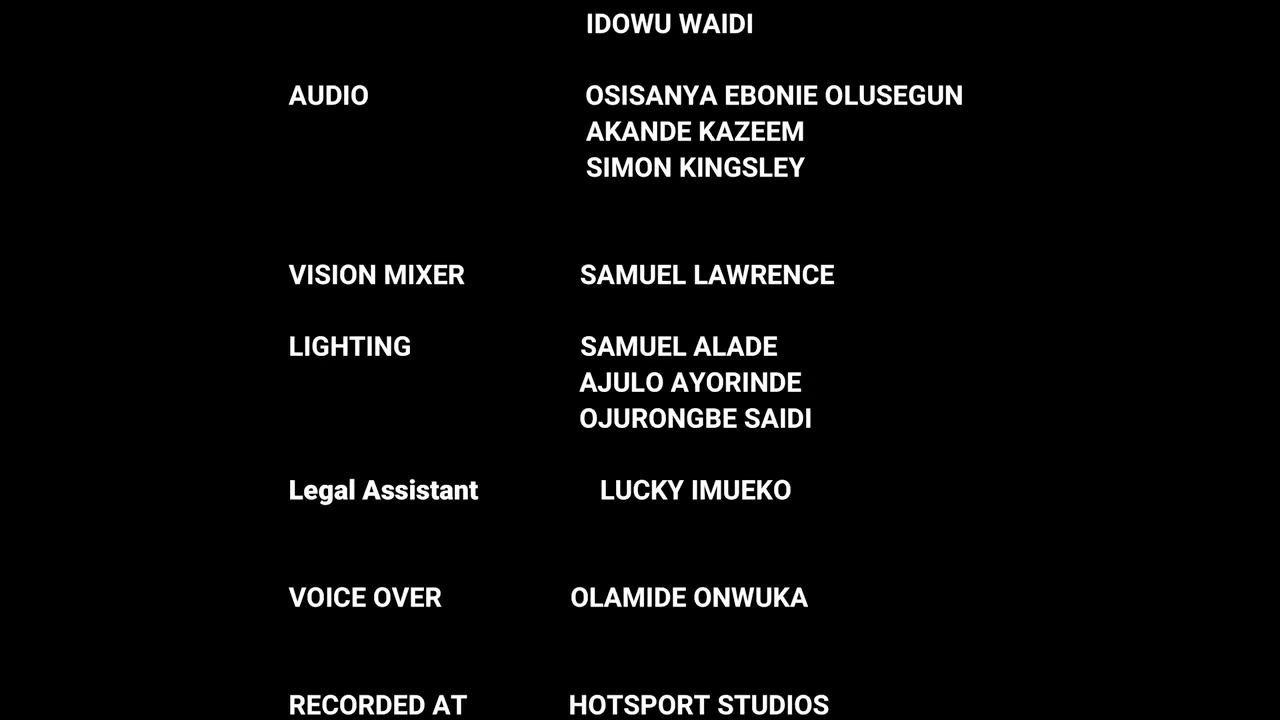 IDOWU WAIDI
AUDIO OSISANYA EBONIE OLUSEGUN
AKANDE KAZEEM
SIMON KINGSLEY
VISION MIXER SAMUEL LAWRENCE
LIGHTING SAMUEL ALADE
AJULO AYORINDE
OJURONGBE SAIDI
Legal Assistant LUCKY IMUEKO
VOICE OVER OLAMIDE ONWUKA
RECORDED AT HOTSPORT STUDIOS